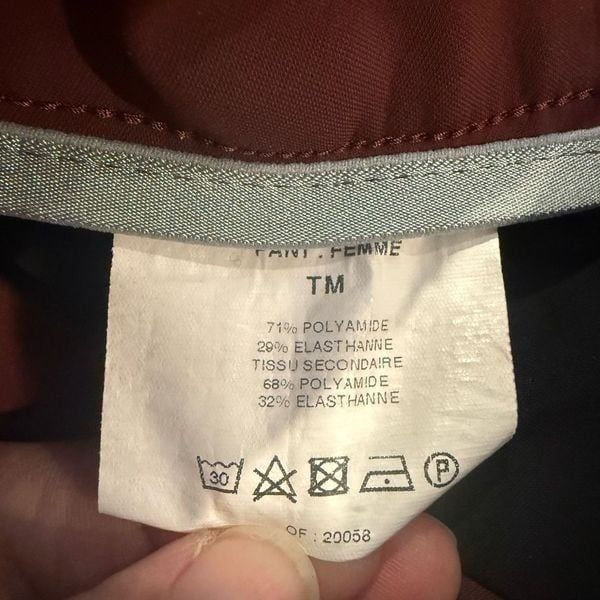 PANT . FEMME
TM
71% POLYAMIDE
29% ELASTHANNE
TISSU SECONDAIRE
68% POLYAMIDE
32% ELASTHANNE
30 P
OF : 20058